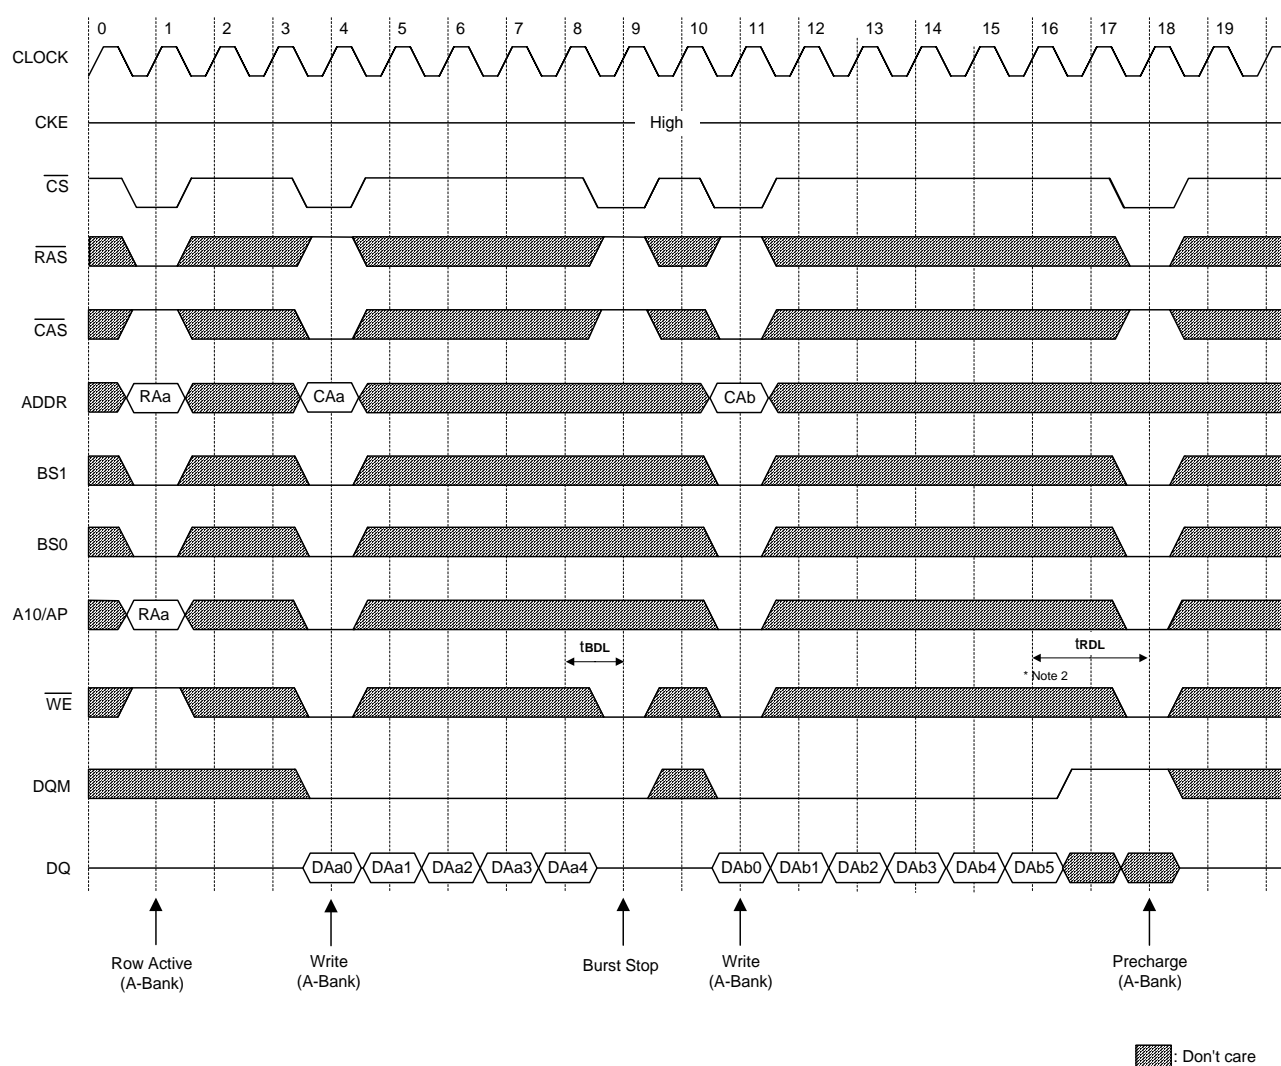 0 1 2 3 4 5 6 7 8 9 10 11 12 13 14 15 16 17 18 19
CLOCK
CKE High
CS
RAS
CAS
ADDR RAa CAa CAb
BS1
BS0
A10/AP RAa
tBDL tRDL
* Note 2
WE
DQM
DQ DAa0 DAa1 DAa2 DAa3 DAa4 DAb0 DAb1 DAb2 DAb3 DAb4 DAb5
Row Active Write Burst Stop Write Precharge
(A-Bank) (A-Bank) (A-Bank) (A-Bank)
: Don't care